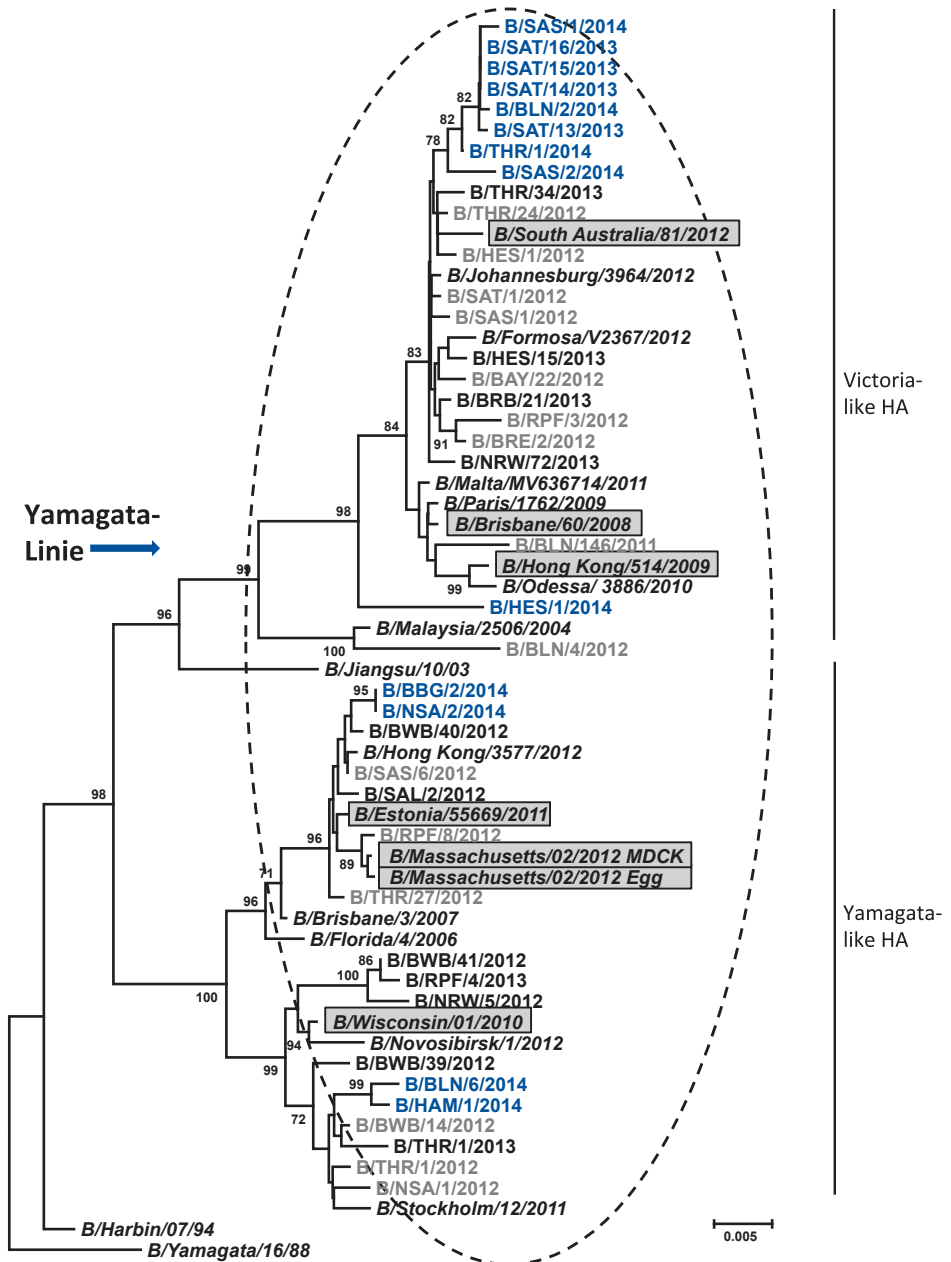 B/SAS/1/2014
B/SAT/16/2013
B/SAT/15/2013
B/SAT/14/2013
82
B/BLN/2/2014
82
B/SAT/13/2013
78
B/THR/1/2014
B/SAS/2/2014
B/THR/34/2013
B/THR/24/2012
B/South Australia/81/2012
B/HES/1/2012
B/Johannesburg/3964/2012
B/SAT/1/2012
B/SAS/1/2012
B/Formosa/V2367/2012
83
B/HES/15/2013
B/BAY/22/2012
B/BRB/21/2013
84
B/RPF/3/2012
91
B/BRE/2/2012
B/NRW/72/2013
B/Malta/MV636714/2011
B/Paris/1762/2009
98
B/Brisbane/60/2008
B/BLN/146/2011
B/Hong Kong/514/2009
99
B/Odessa/ 3886/2010
99
B/HES/1/2014
96
B/Malaysia/2506/2004
100
B/BLN/4/2012
Victoria-
like HA
Yamagata-
Linie
B/Jiangsu/10/03
95
B/BBG/2/2014
B/NSA/2/2014
B/BWB/40/2012
B/Hong Kong/3577/2012
B/SAS/6/2012
98
B/SAL/2/2012
B/Estonia/55669/2011
96
B/RPF/8/2012
89
B/Massachusetts/02/2012 MDCK
B/Massachusetts/02/2012 Egg
71
B/THR/27/2012
96
B/Brisbane/3/2007
B/Florida/4/2006
86
B/BWB/41/2012
100
B/RPF/4/2013
100
B/NRW/5/2012
B/Wisconsin/01/2010
94
B/Novosibirsk/1/2012
99
B/BWB/39/2012
99
B/BLN/6/2014
B/HAM/1/2014
72
B/BWB/14/2012
B/THR/1/2013
B/THR/1/2012
B/NSA/1/2012
B/Stockholm/12/2011
Yamagata-
like HA
B/Harbin/07/94
B/Yamagata/16/88
0.005